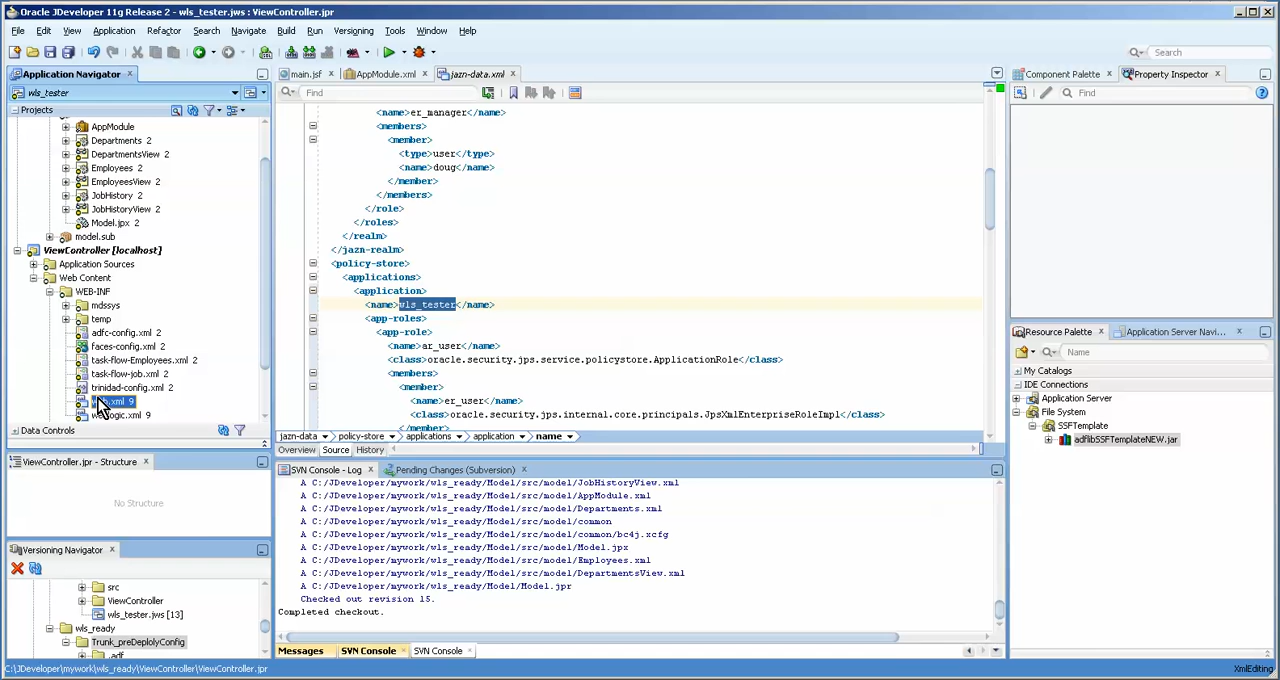 Oracle JDeveloper 11g Release 2 - wls_tester.jws : ViewController.jpr
File Edit View Application Refactor Search Navigate Build Run Versioning Tools Window Help
Search
Application Navigator
wls_tester
Projects
AppModule
Departments 2
DepartmentsView 2
Employees 2
EmployeesView 2
JobHistory 2
JobHistoryView 2
Model.jpx 2
model.sub
ViewController [localhost]
Application Sources
Web Content
WEB-INF
mdssys
temp
adfc-config.xml 2
faces-config.xml 2
task-flow-Employees.xml 2
task-flow-job.xml 2
trinidad-config.xml 2
.xml 9
.xml 9
Data Controls
ViewController.jpr - Structure
No Structure
Versioning Navigator
src
ViewController
wls_tester.jws [13]
wls_ready
Trunk_preDeplolyConfig
.adf
main.jsf
AppModule.xml
jazn-data.xml
Find
<name>er_manager</name>
<members>
<member>
<type>user</type>
<name>doug</name>
</member>
</members>
</role>
</roles>
</realm>
</jazn-realm>
<policy-store>
<applications>
<application>
<name>wls_tester</name>
<app-roles>
<app-role>
<name>ar_user</name>
<class>oracle.security.jps.service.policystore.ApplicationRole</class>
<members>
<member>
<name>er_user</name>
<class>oracle.security.jps.internal.core.principals.JpsXmlEnterpriseRoleImpl</class>
</member>
jazn-data policy-store applications application name
Overview Source History
SVN Console - Log
Pending Changes (Subversion)
A C:/JDeveloper/mywork/wls_ready/Model/src/model/JobHistoryView.xml
A C:/JDeveloper/mywork/wls_ready/Model/src/model/AppModule.xml
A C:/JDeveloper/mywork/wls_ready/Model/src/model/Departments.xml
A C:/JDeveloper/mywork/wls_ready/Model/src/model/common
A C:/JDeveloper/mywork/wls_ready/Model/src/model/common/bc4j.xcfg
A C:/JDeveloper/mywork/wls_ready/Model/src/model/Model.jpx
A C:/JDeveloper/mywork/wls_ready/Model/src/model/Employees.xml
A C:/JDeveloper/mywork/wls_ready/Model/src/model/DepartmentsView.xml
A C:/JDeveloper/mywork/wls_ready/Model/Model.jpr
Checked out revision 15.
Completed checkout.
Messages SVN Console SVN Console
Component Palette
Property Inspector
Find
Resource Palette
Application Server Navi...
Name
My Catalogs
IDE Connections
Application Server
File System
SSFTemplate
adflibSSFTemplateNEW.jar
C:\JDeveloper\mywork\wls_ready\ViewController\ViewController.jpr
XmlEditing